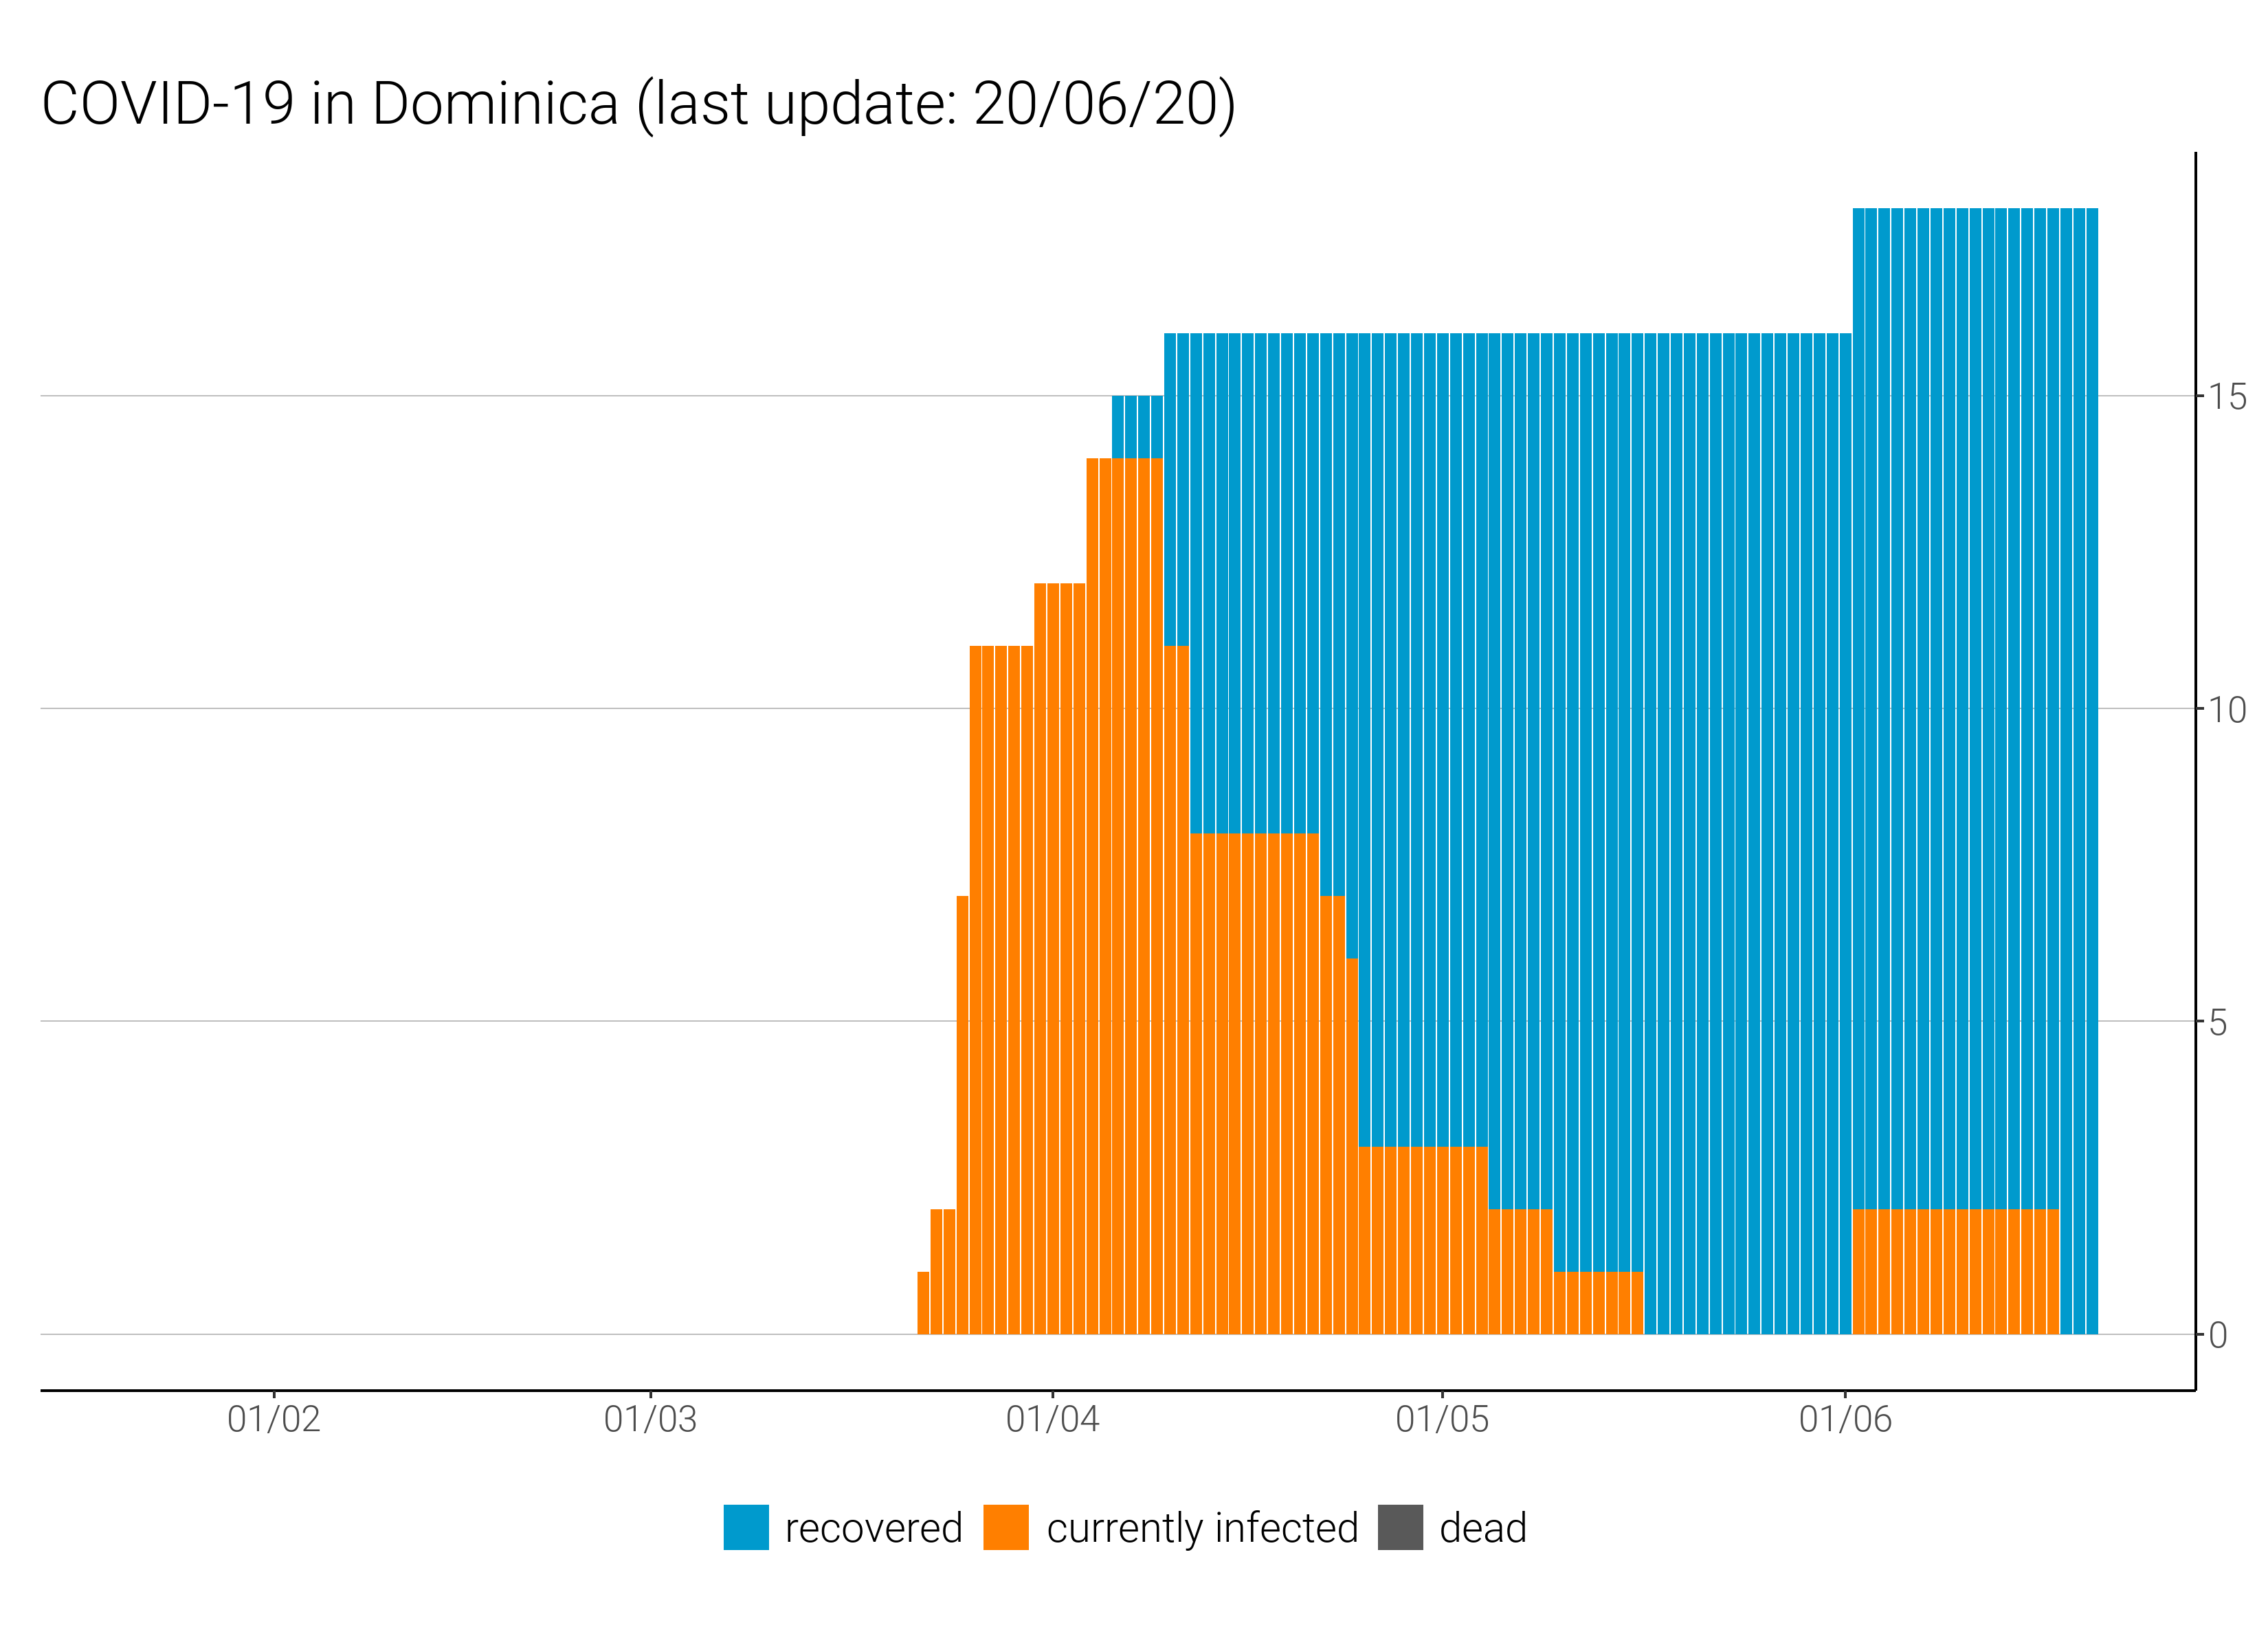 COVID-19 in Dominica (last update: 20/06/20)
15
10
5
0
01/02 01/03 01/04 01/05 01/06
recovered currently infected dead